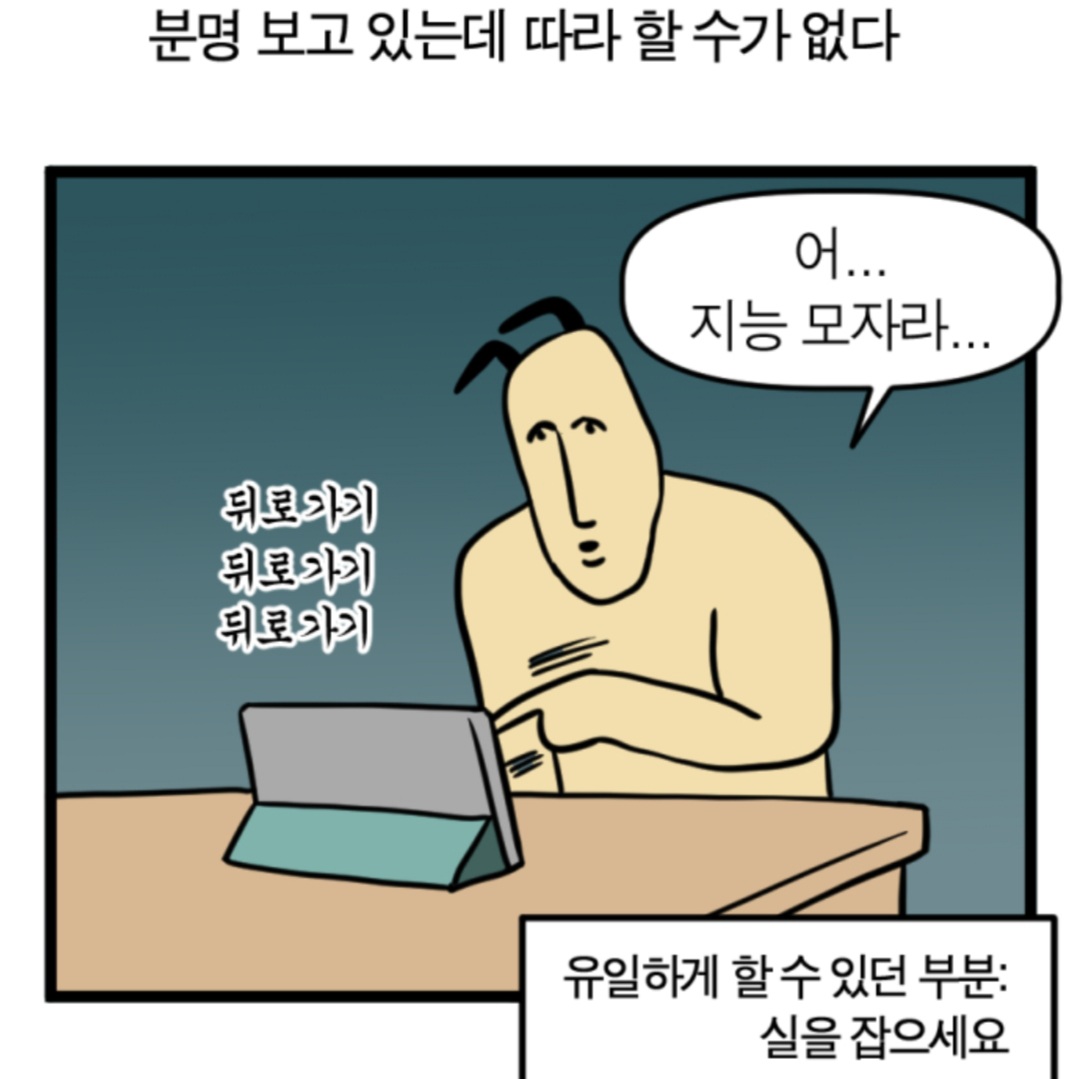 분명 보고 있는데 따라 할 수가 없다
어...
지능 모자라...
뒤로가기
뒤로가기
뒤로가기
유일하게 할 수 있던 부분:
실을 잡으세요